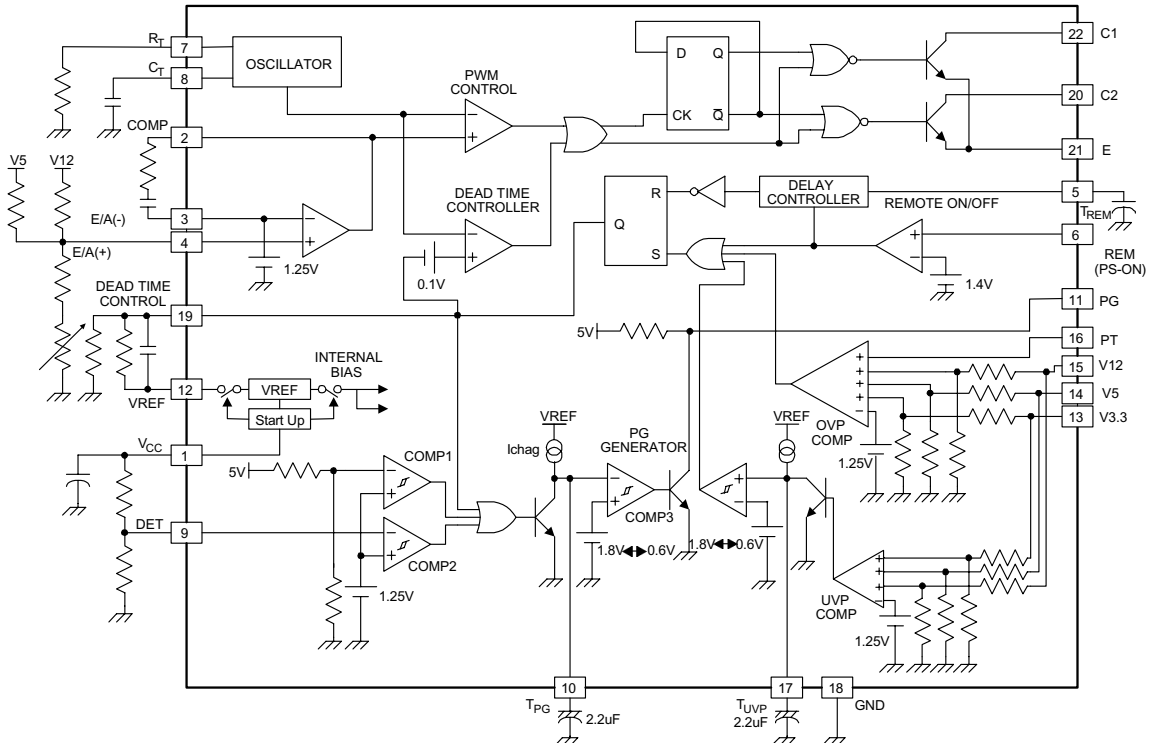 RT
7
OSCILLATOR
CT
8
PWM
CONTROL
COMP
2
D
Q
CK
Q̅
22
C1
20
C2
21
E
V5
V12
E/A(-)
3
4
E/A(+)
1.25V
DEAD TIME
CONTROLLER
0.1V
R
Q
S
DELAY
CONTROLLER
REMOTE ON/OFF
5
TREM
6
REM
(PS-ON)
1.4V
DEAD TIME
CONTROL
19
5V
11
PG
16
PT
15
V12
14
V5
13
V3.3
OVP
COMP
1.25V
12
VREF
INTERNAL
BIAS
VREF
Start Up
VCC
1
5V
COMP1
COMP2
1.25V
DET
9
VREF
Ichag
PG
GENERATOR
COMP3
1.8V
0.6V
VREF
1.8V
0.6V
UVP
COMP
1.25V
10
TPG
2.2uF
17
TUVP
2.2uF
18
GND